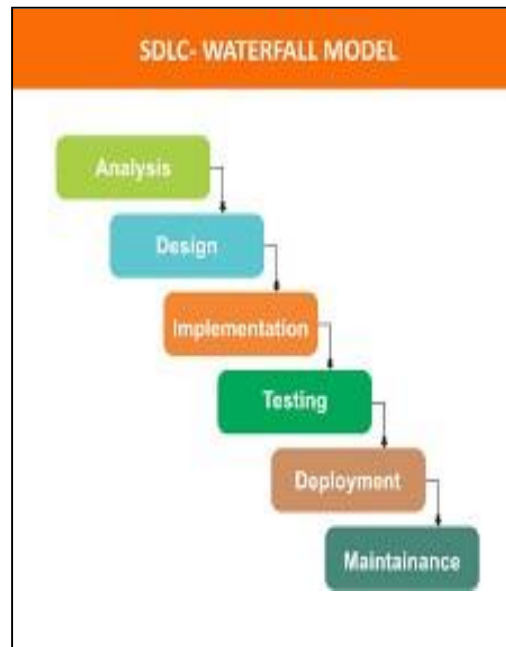 SDLC- WATERFALL MODEL
Analysis
Design
Implementation
Testing
Deployment
Maintainance